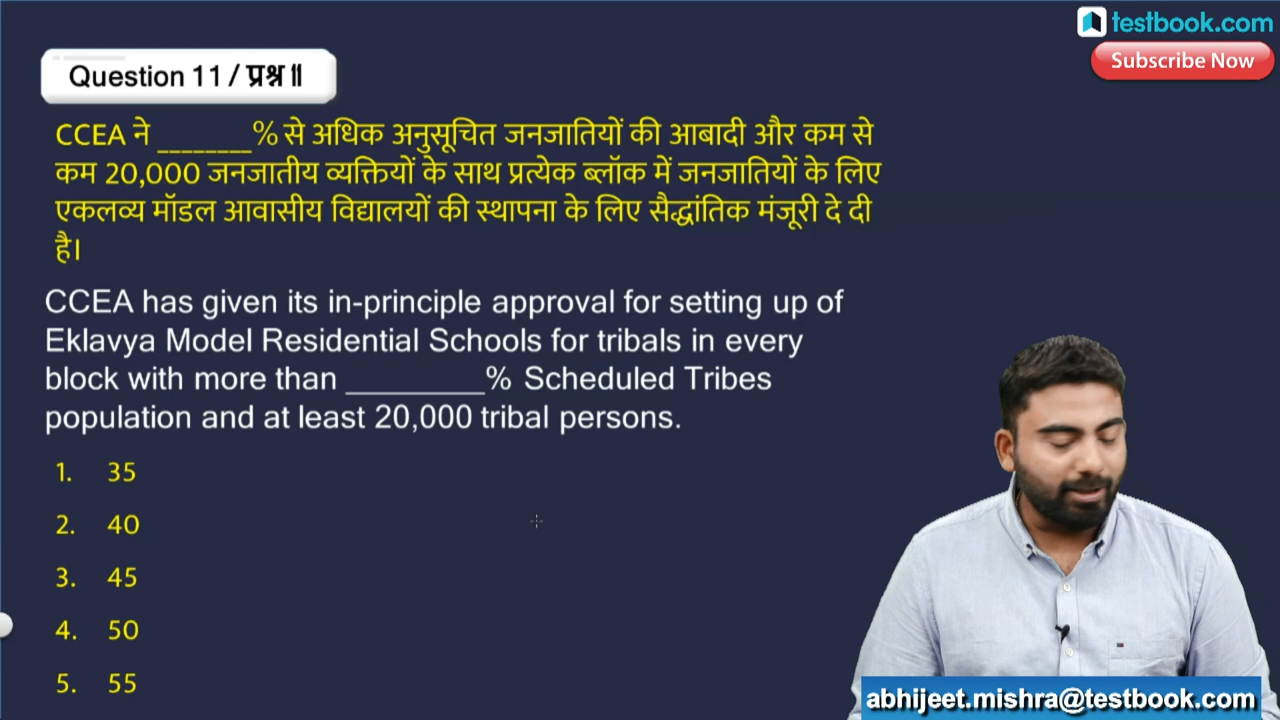 testbook.com
Subscribe Now
Question 11 / प्रश्न 11
CCEA ने ________% से अधिक अनुसूचित जनजातियों की आबादी और कम से
कम 20,000 जनजातीय व्यक्तियों के साथ प्रत्येक ब्लॉक में जनजातियों के लिए
एकलव्य मॉडल आवासीय विद्यालयों की स्थापना के लिए सैद्धांतिक मंजूरी दे दी
है।
CCEA has given its in-principle approval for setting up of
Eklavya Model Residential Schools for tribals in every
block with more than _________% Scheduled Tribes
population and at least 20,000 tribal persons.
1. 35
2. 40
3. 45
4. 50
5. 55
abhijeet.mishra@testbook.com